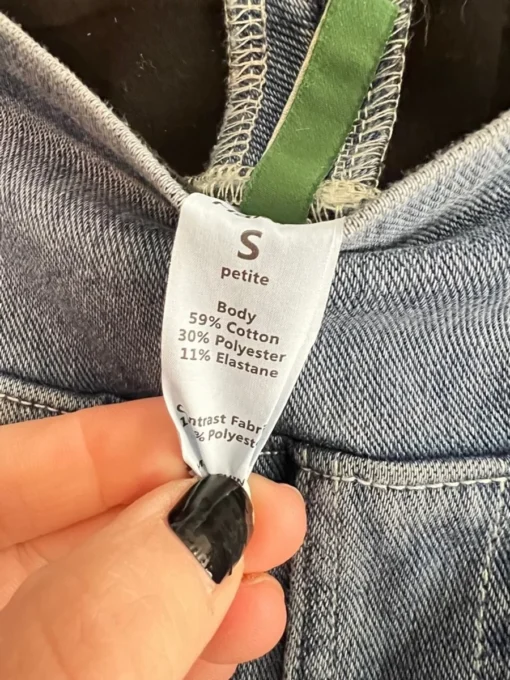 S
petite
Body
59% Cotton
30% Polyester
11% Elastane